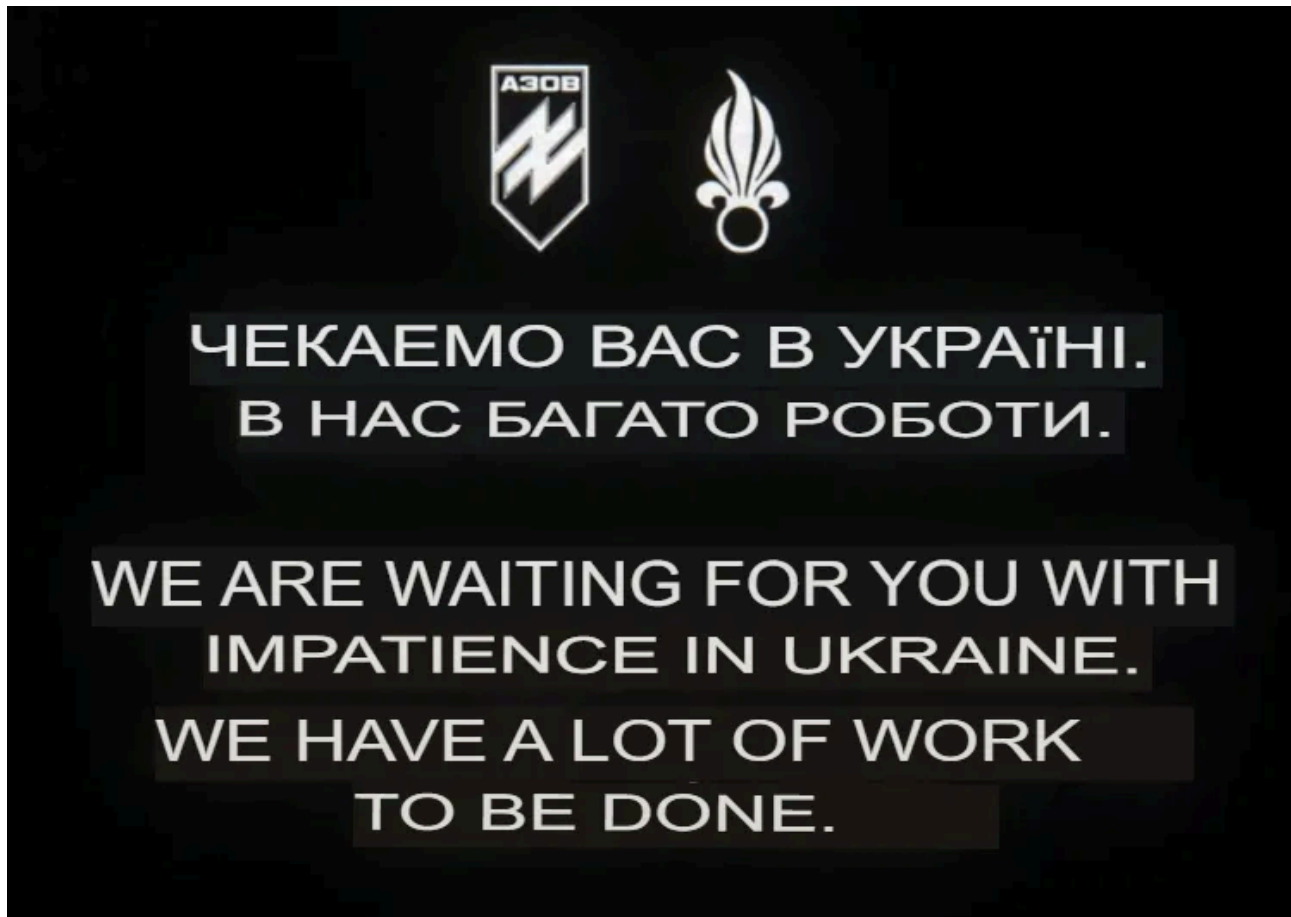 АЗОВ
ЧЕКАЕМО ВАС В УКРАїНІ.
В НАС БАГАТО РОБОТИ.
WE ARE WAITING FOR YOU WITH
IMPATIENCE IN UKRAINE.
WE HAVE A LOT OF WORK
TO BE DONE.